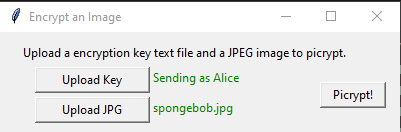 Encrypt an Image
Upload a encryption key text file and a JPEG image to picrypt.
Upload Key Sending as Alice
Picrypt!
Upload JPG spongebob.jpg